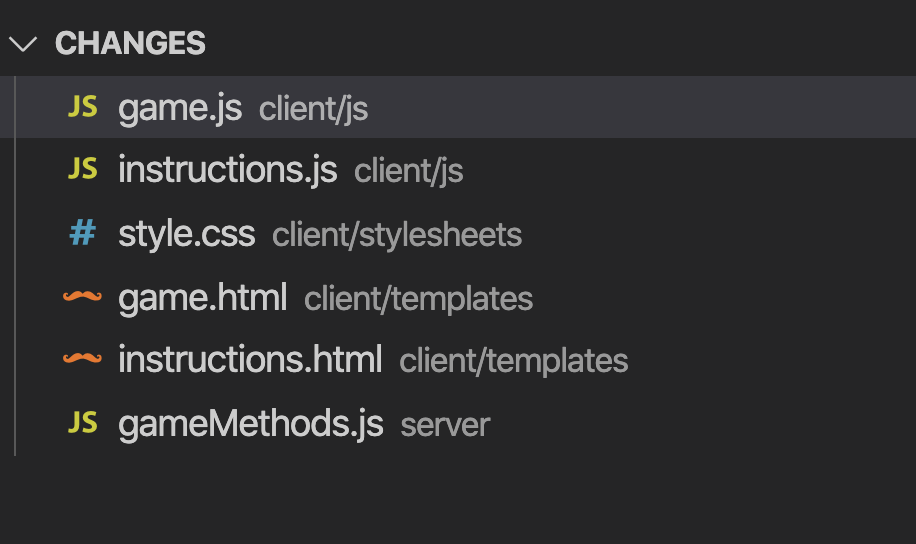 CHANGES
JS game.js client/js
JS instructions.js client/js
# style.css client/stylesheets
game.html client/templates
instructions.html client/templates
JS gameMethods.js server